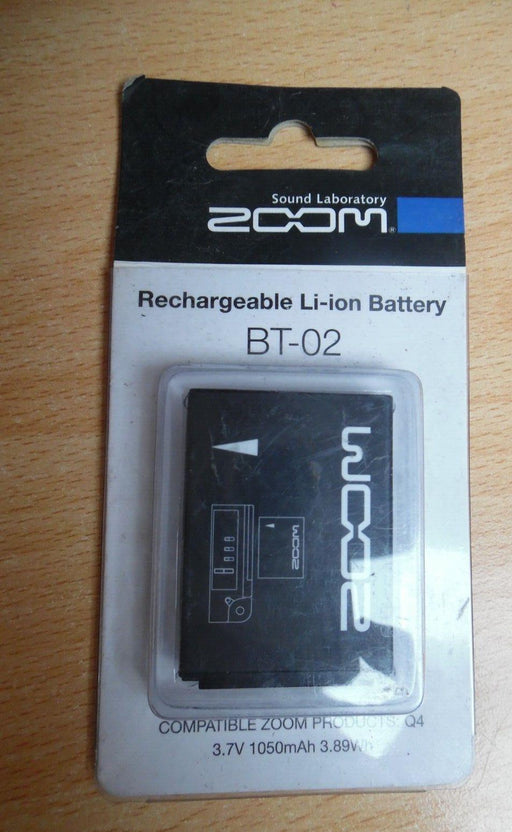 Sound Laboratory
ZOOM®
Rechargeable Li-ion Battery
BT-02
ZOOM
ZOOM
COMPATIBLE ZOOM PRODUCTS: Q4
3.7V 1050mAh 3.89Wh